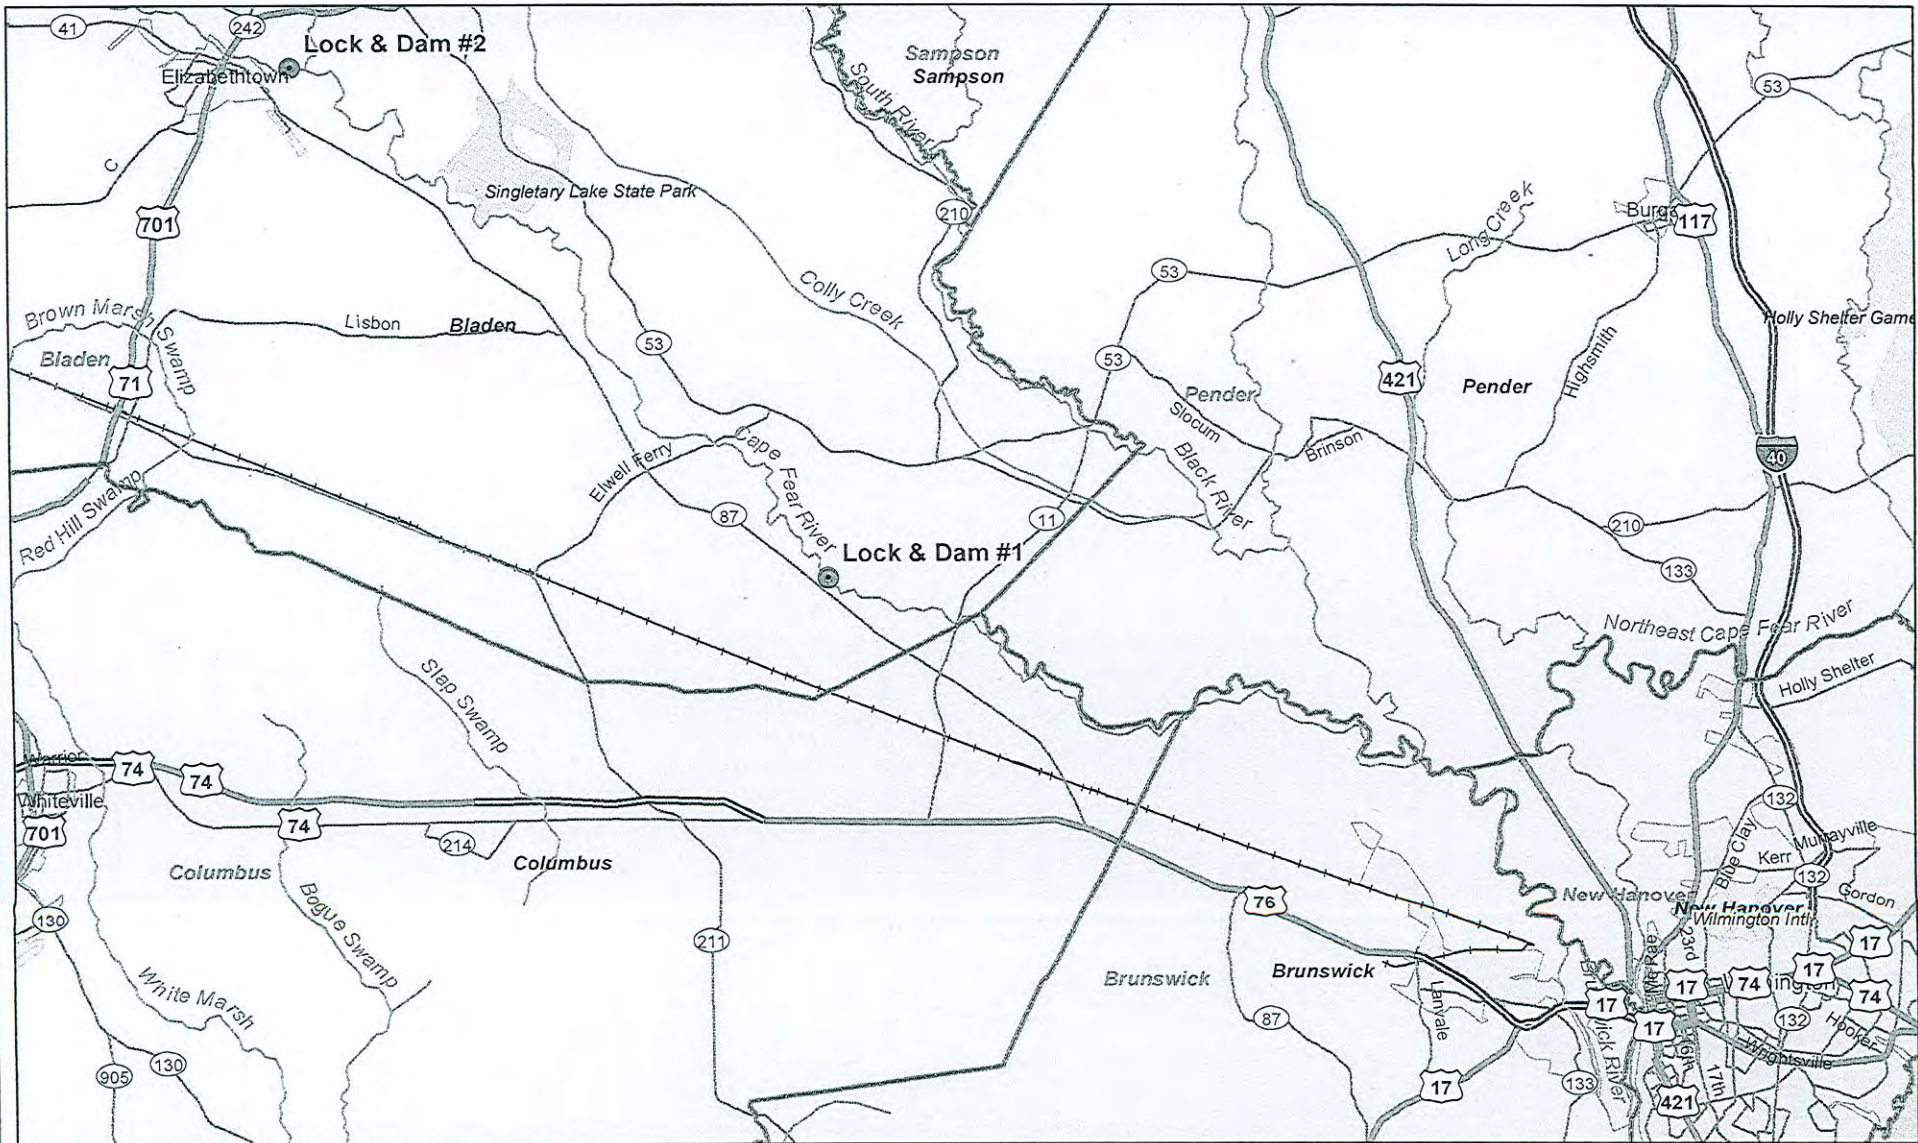 41
242
Lock & Dam #2
Elizabethtown
Sampson
Sampson
South River
53
C
Singletary Lake State Park
701
210
Long Creek
117
53
Colly Creek
Brown Marsh Swamp
Lisbon
Bladen
53
Holly Shelter Game
Bladen
71
53
421
Pender
Highsmith
Pender
Slocum
Brinson
40
Cape Fear River
Elwell Ferry
Black River
Red Hill Swamp
87
11
210
Lock & Dam #1
133
Northeast Cape Fear River
Slap Swamp
Holly Shelter
Warrior
74
74
Whiteville
701
74
214
132
Blue Clay
Murrayville
Kerr
132
Columbus
Columbus
Gordon
Bogue Swamp
76
New Hanover
New Hanover
Wilmington Intl
130
211
23rd
Mc Rae
17
Brunswick
Brunswick
White Marsh
Lanvale
17
17
74
17
74
87
17
132
Hooker
Wrightsville
16th
17th
905
130
17
133
421